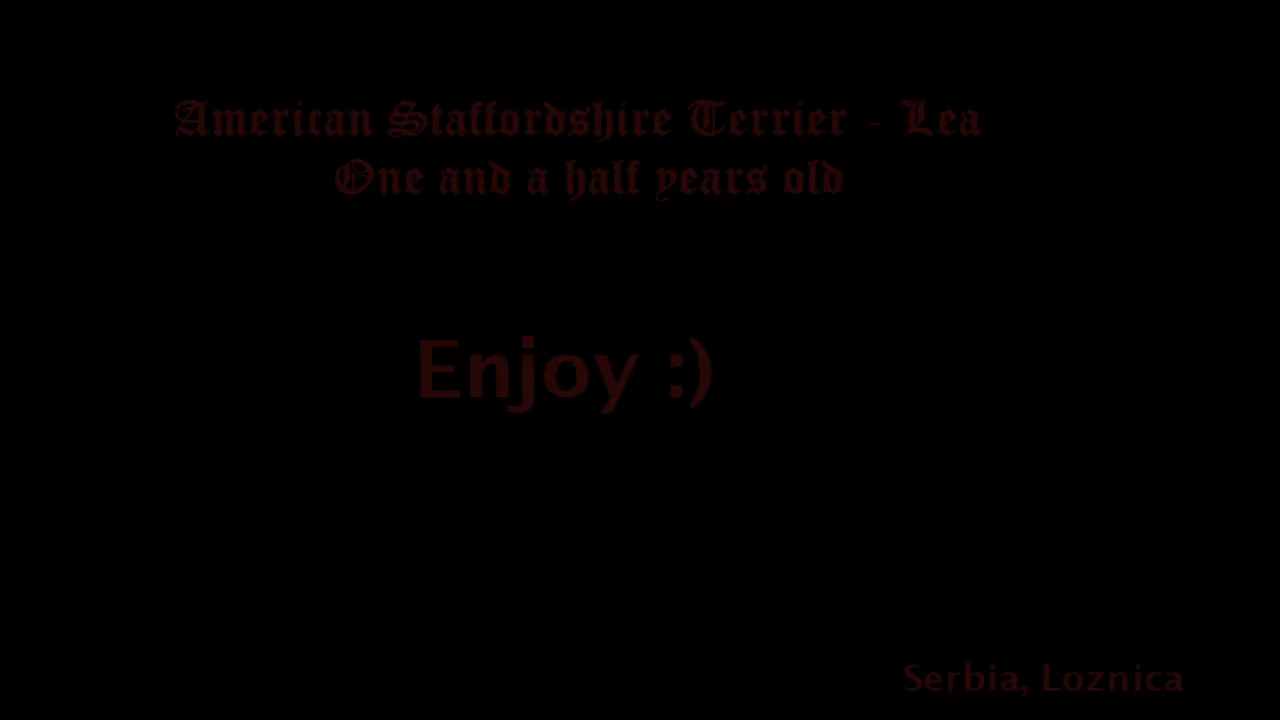 American Staffordshire Terrier - Lea
One and a half years old
Enjoy :)
Serbia, Loznica